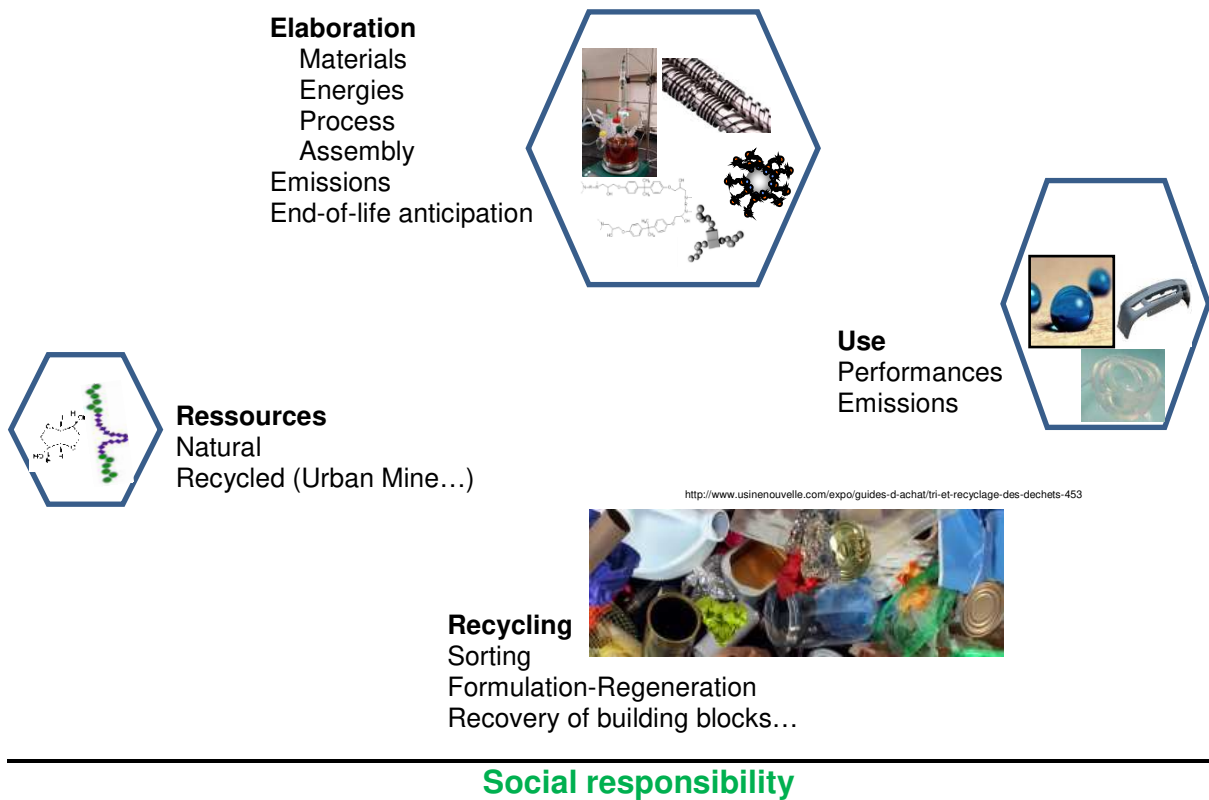 Elaboration
Materials
Energies
Process
Assembly
Emissions
End-of-life anticipation
Use
Performances
Emissions
Ressources
Natural
Recycled (Urban Mine…)
http://www.usinenouvelle.com/expo/guides-d-achat/tri-et-recyclage-des-dechets-453
Recycling
Sorting
Formulation-Regeneration
Recovery of building blocks…
Social responsibility